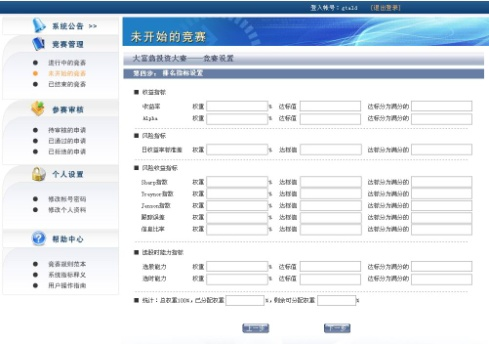 登入帐号：gtald [退出登录]
系统公告 >>
竞赛管理
进行中的竞赛
未开始的竞赛
已结束的竞赛
参赛审核
待审核的申请
已通过的申请
已拒绝的申请
个人设置
修改帐号密码
修改个人资料
帮助中心
竞赛规则范本
系统指标释义
用户操作指南
未开始的竞赛
大富翁投资大赛——竞赛设置
第四步：排名指标设置
收益指标
收益率 权重 % 达标值 达标分为满分的
Alpha 权重 % 达标值 达标分为满分的
风险指标
日收益率标准差 权重 % 达标值 达标分为满分的
风险收益指标
Sharp指数 权重 % 达标值 达标分为满分的
Treynor指数 权重 % 达标值 达标分为满分的
Jensen指数 权重 % 达标值 达标分为满分的
跟踪误差 权重 % 达标值 达标分为满分的
信息比率 权重 % 达标值 达标分为满分的
选股时能力指标
选股能力 权重 % 达标值 达标分为满分的
选时能力 权重 % 达标值 达标分为满分的
统计：总权重100%，已分配权重 %，剩余可分配权重 %
上一步 下一步